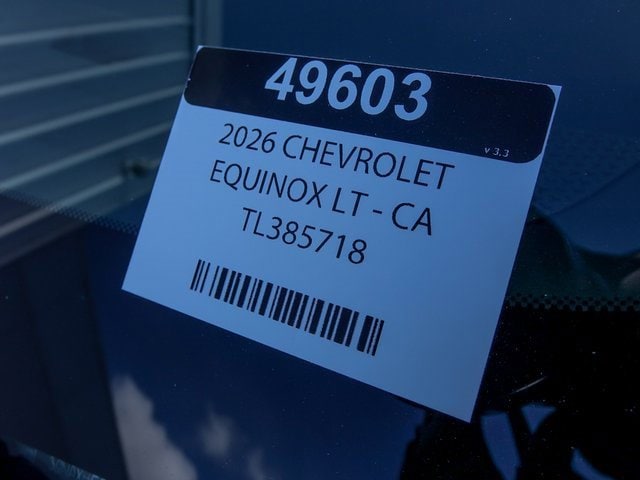 49603
v 3.3
2026 CHEVROLET
EQUINOX LT - CA
TL385718